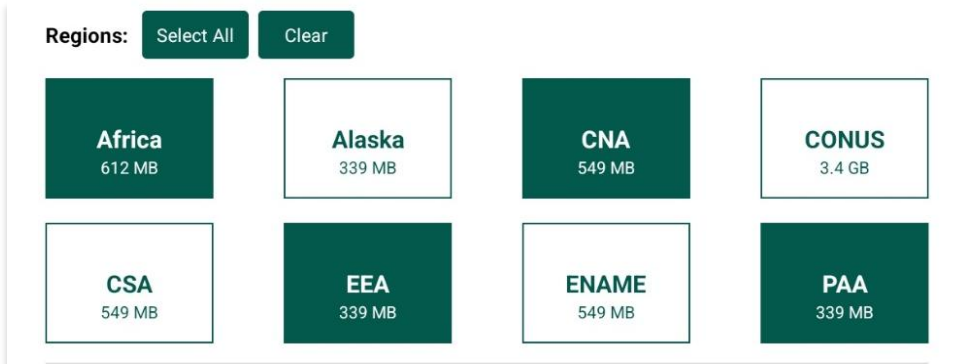 Regions: Select All Clear
Africa
612 MB
Alaska
339 MB
CNA
549 MB
CONUS
3.4 GB
CSA
549 MB
EEA
339 MB
ENAME
549 MB
PAA
339 MB